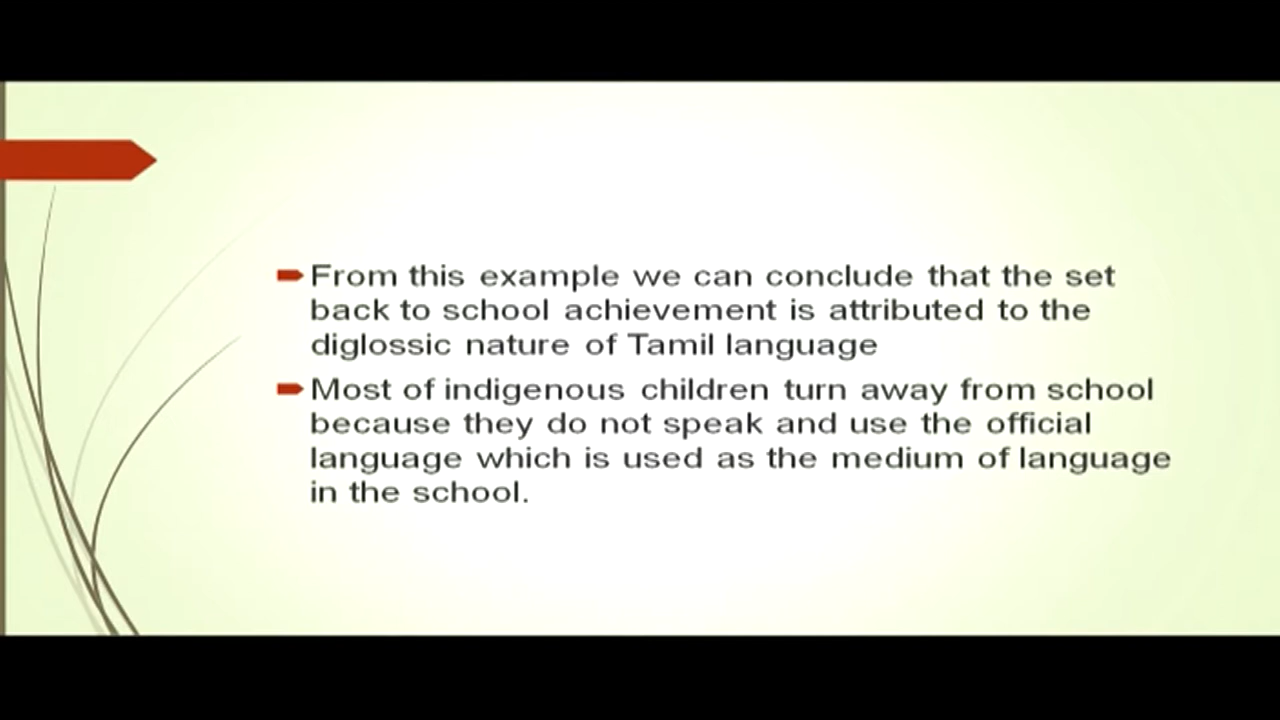 From this example we can conclude that the set
back to school achievement is attributed to the
diglossic nature of Tamil language
Most of indigenous children turn away from school
because they do not speak and use the official
language which is used as the medium of language
in the school.